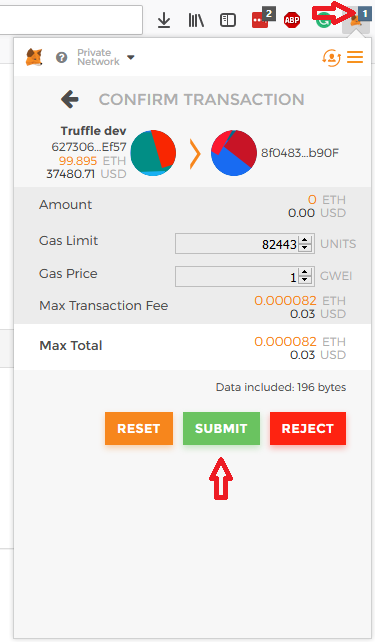 2
ABP
1
Private
Network
CONFIRM TRANSACTION
Truffle dev
627306...Ef57
99.895 ETH
37480.71 USD
8f0483...b90F
Amount
0 ETH
0.00 USD
Gas Limit
82443 UNITS
Gas Price
1 GWEI
Max Transaction Fee
0.000082 ETH
0.03 USD
Max Total
0.000082 ETH
0.03 USD
Data included: 196 bytes
RESET
SUBMIT
REJECT